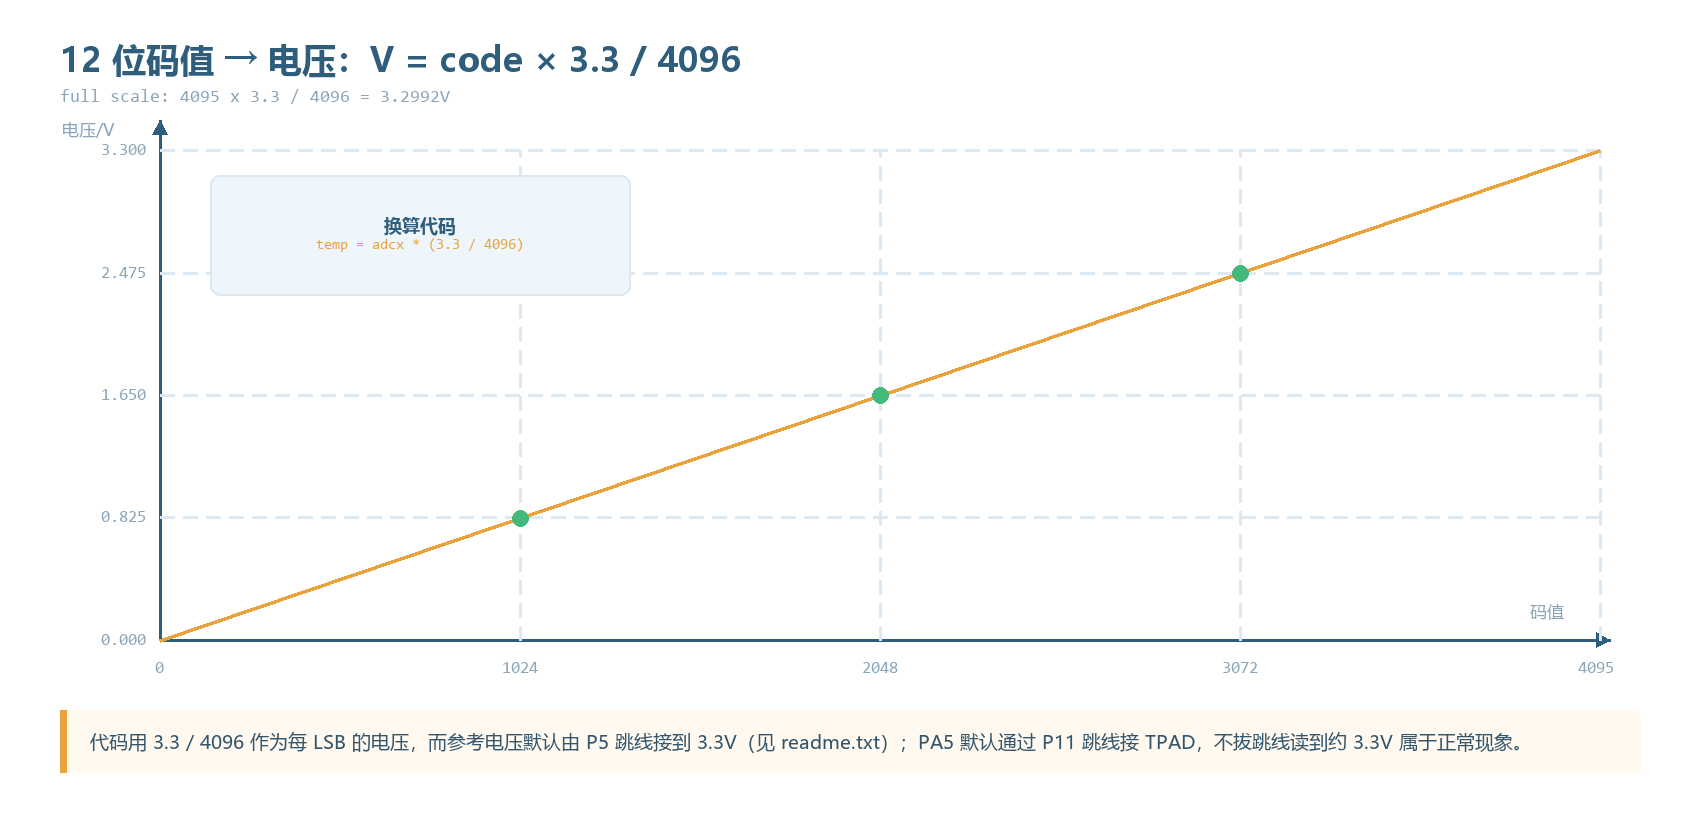 12 位码值 → 电压：V = code × 3.3 / 4096
full scale: 4095 x 3.3 / 4096 = 3.2992V
电压/V
3.300
换算代码
temp = adcx * (3.3 / 4096)
2.475
1.650
0.825
码值
0.000
0 1024 2048 3072 4095
代码用 3.3 / 4096 作为每 LSB 的电压，而参考电压默认由 P5 跳线接到 3.3V（见 readme.txt）；PA5 默认通过 P11 跳线接 TPAD，不拔跳线读到约 3.3V 属于正常现象。